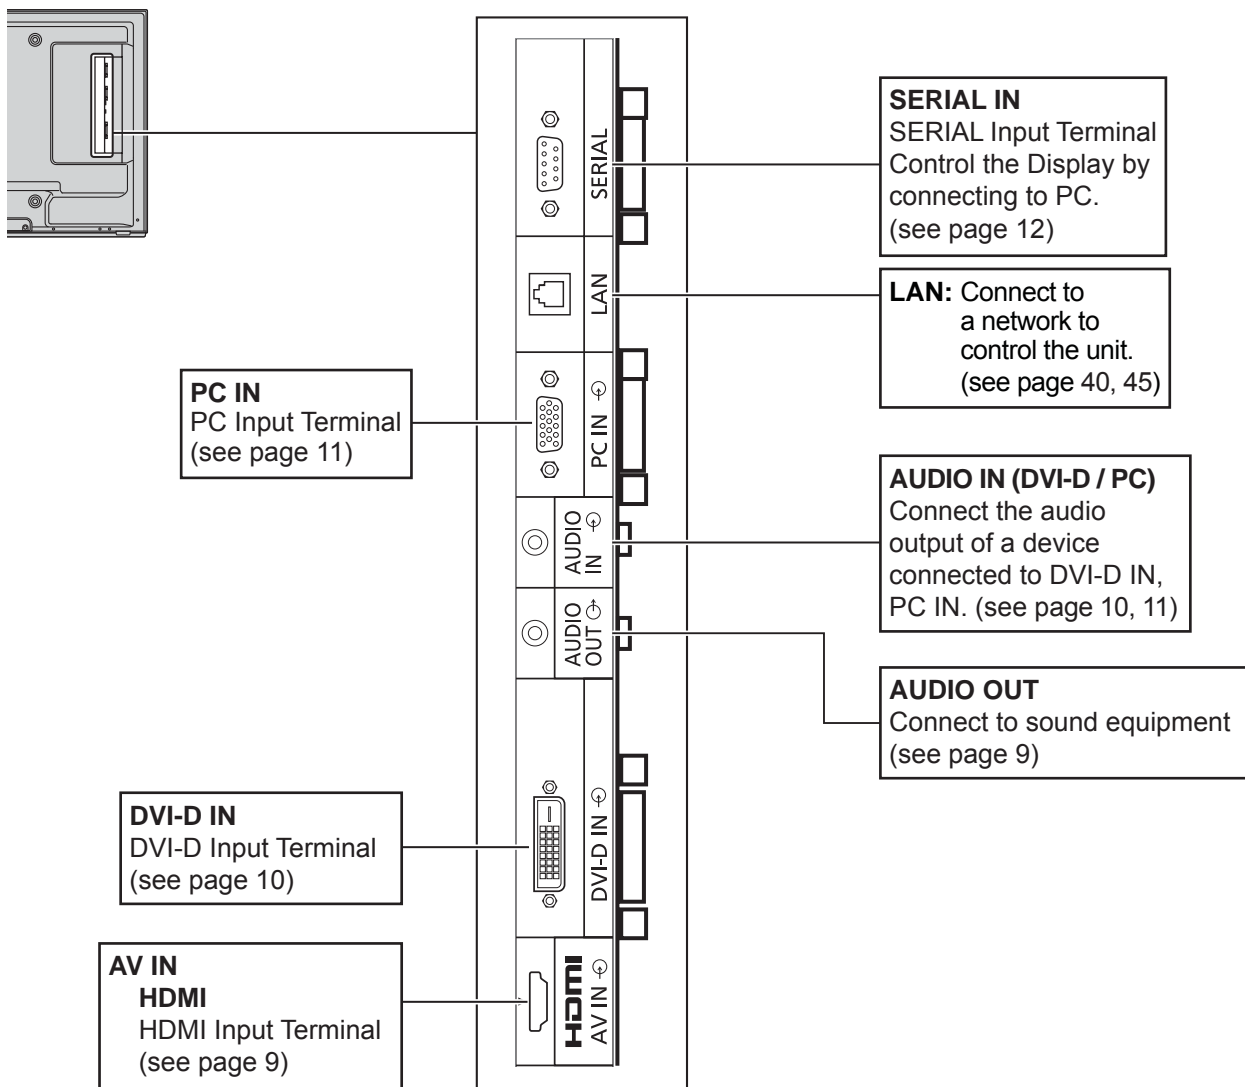 SERIAL
LAN
PC IN
AUDIO
IN
AUDIO
OUT
DVI-D IN
HDMI
AV IN
SERIAL IN
SERIAL Input Terminal
Control the Display by
connecting to PC.
(see page 12)
LAN: Connect to
a network to
control the unit.
(see page 40, 45)
PC IN
PC Input Terminal
(see page 11)
AUDIO IN (DVI-D / PC)
Connect the audio
output of a device
connected to DVI-D IN,
PC IN. (see page 10, 11)
AUDIO OUT
Connect to sound equipment
(see page 9)
DVI-D IN
DVI-D Input Terminal
(see page 10)
AV IN
HDMI
HDMI Input Terminal
(see page 9)